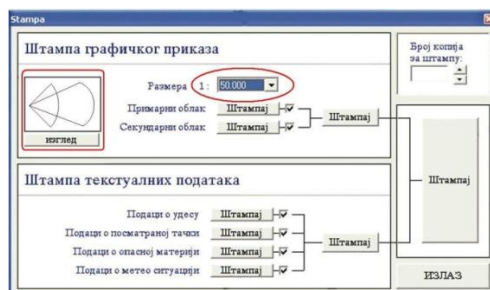 Stampa
Штампа графичког приказа
Број копија
за штампу:
Размера 1: 50.000
Примарни облак Штампај
Секундарни облак Штампај
Штампај
изглед
Штампа текстуалних података
Штампај
Подаци о удесу Штампај
Подаци о посматраној тачки Штампај
Подаци о опасној материји Штампај
Подаци о метео ситуацији Штампај
Штампај
ИЗЛАЗ